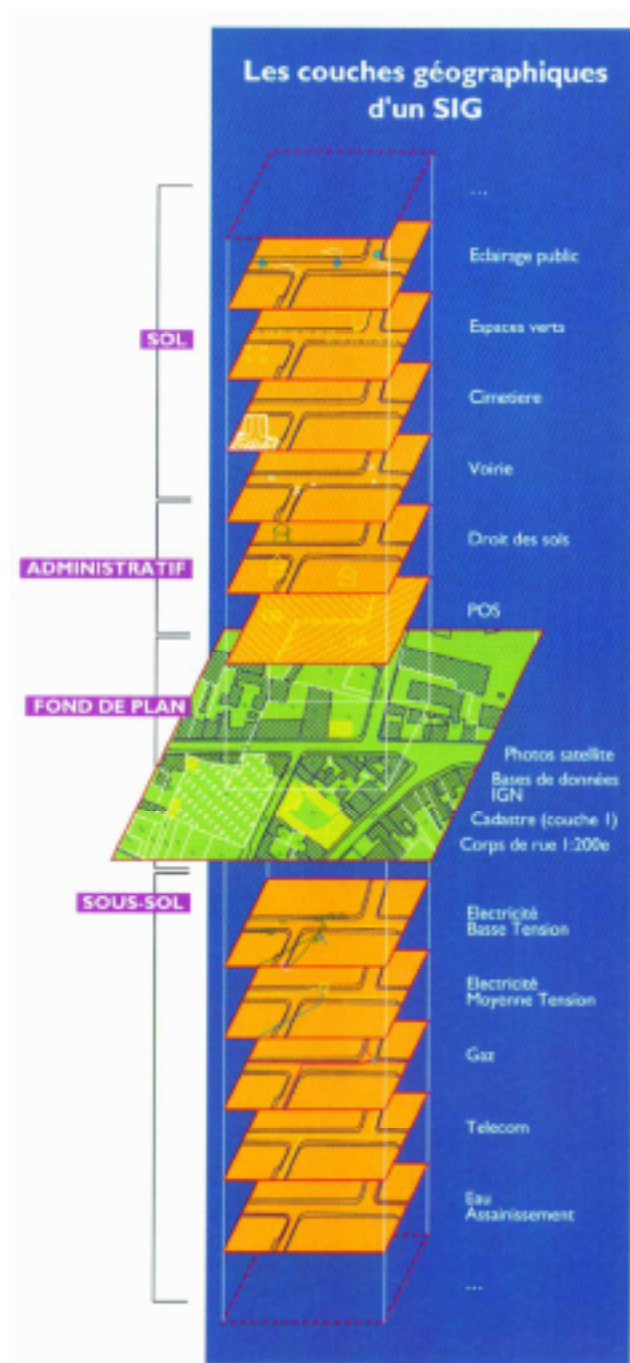 Les couches géographiques
d'un SIG
...
Eclairage public
SOL
Espaces verts
Cimetiere
Voirie
Droit des sols
ADMINISTRATIF
POS
UA
FOND DE PLAN
Photos satellite
Bases de données
IGN
Cadastre (couche 1)
Corps de rue 1:200e
SOUS-SOL
Electricité
Basse Tension
Electricité
Moyenne Tension
Gaz
Telecom
Eau
Assainissement
...